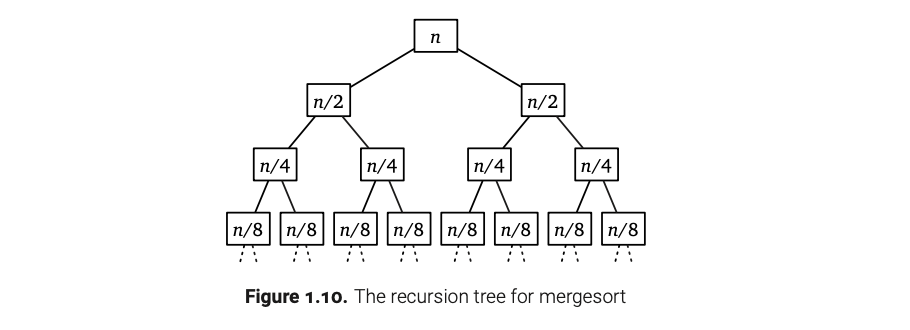 n
n/2 n/2
n/4 n/4 n/4 n/4
n/8 n/8 n/8 n/8 n/8 n/8 n/8 n/8
Figure 1.10. The recursion tree for mergesort